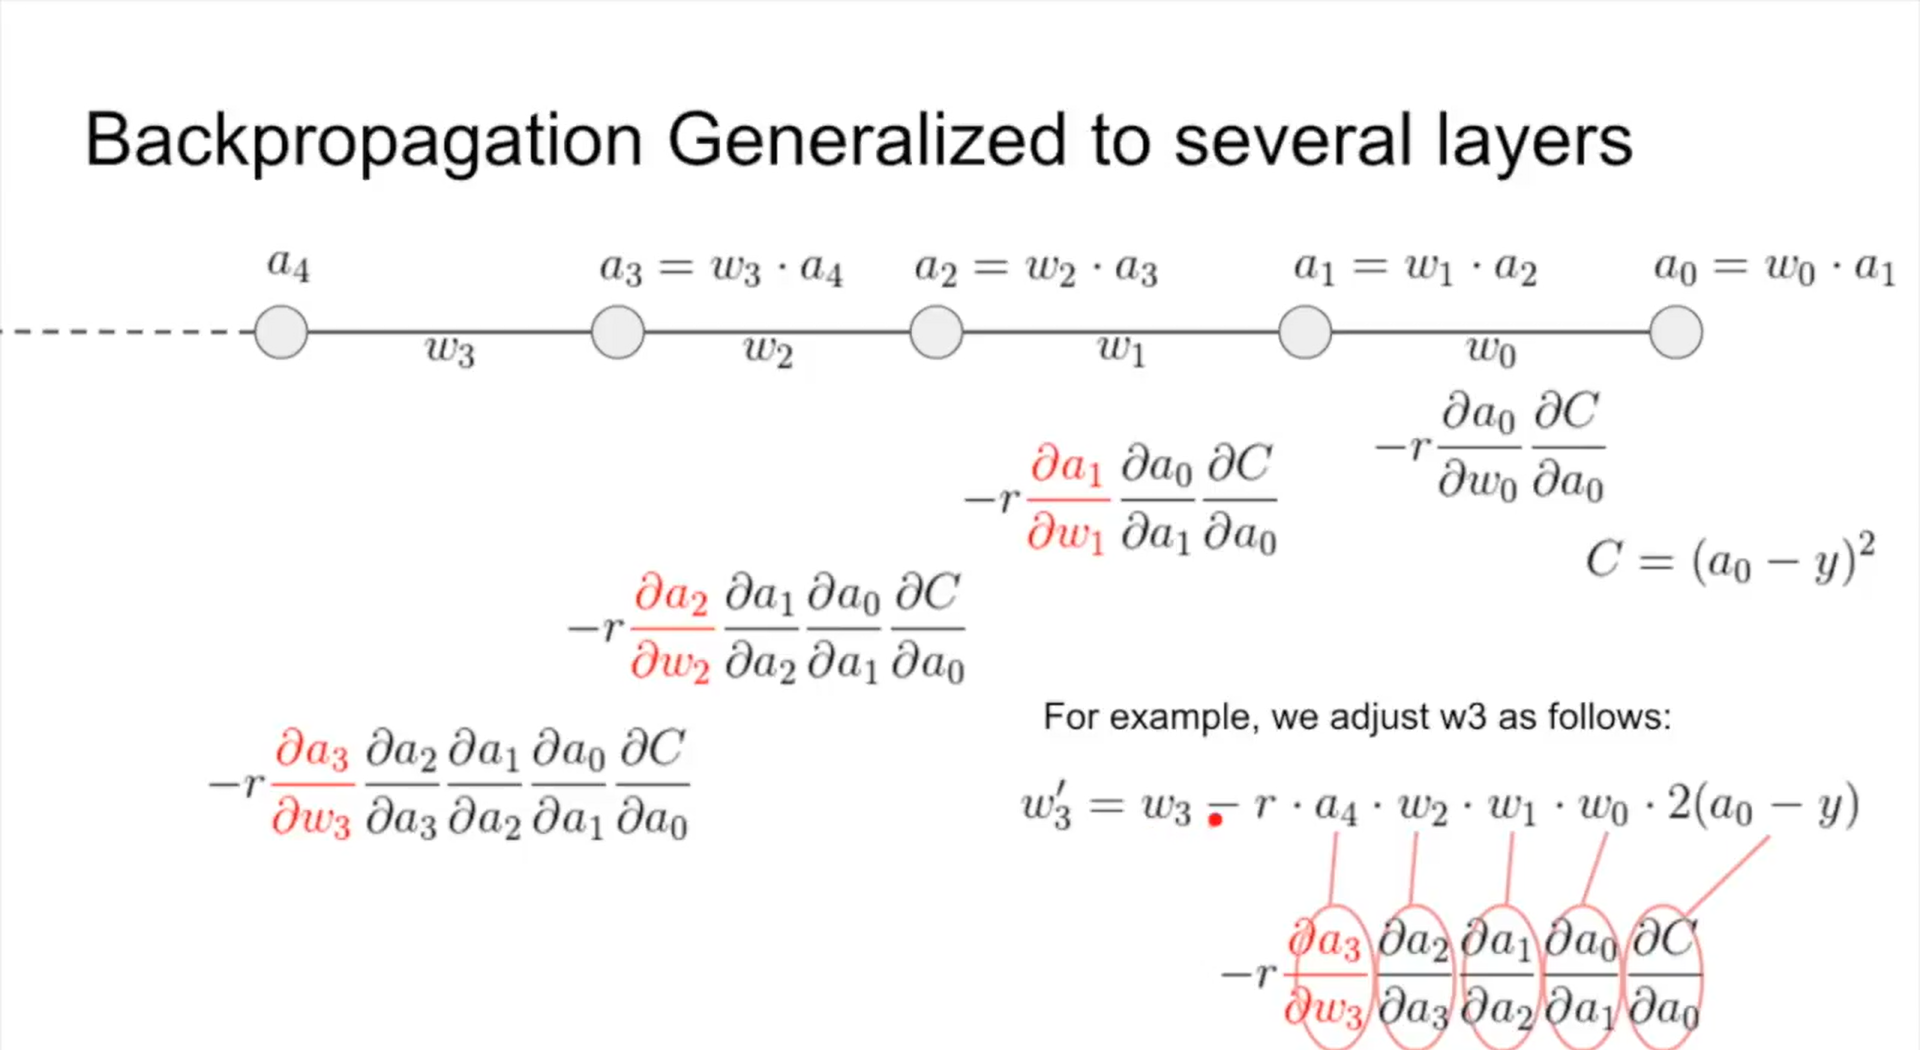 Backpropagation Generalized to several layers
a₄ a₃ = w₃ · a₄ a₂ = w₂ · a₃ a₁ = w₁ · a₂ a₀ = w₀ · a₁
w₃ w₂ w₁ w₀
−r ∂a₀/∂w₀ ∂C/∂a₀
−r ∂a₁/∂w₁ ∂a₀/∂a₁ ∂C/∂a₀
C = (a₀ − y)²
−r ∂a₂/∂w₂ ∂a₁/∂a₂ ∂a₀/∂a₁ ∂C/∂a₀
For example, we adjust w3 as follows:
−r ∂a₃/∂w₃ ∂a₂/∂a₃ ∂a₁/∂a₂ ∂a₀/∂a₁ ∂C/∂a₀
w₃′ = w₃ − r · a₄ · w₂ · w₁ · w₀ · 2(a₀ − y)
−r ∂a₃/∂w₃ ∂a₂/∂a₃ ∂a₁/∂a₂ ∂a₀/∂a₁ ∂C/∂a₀